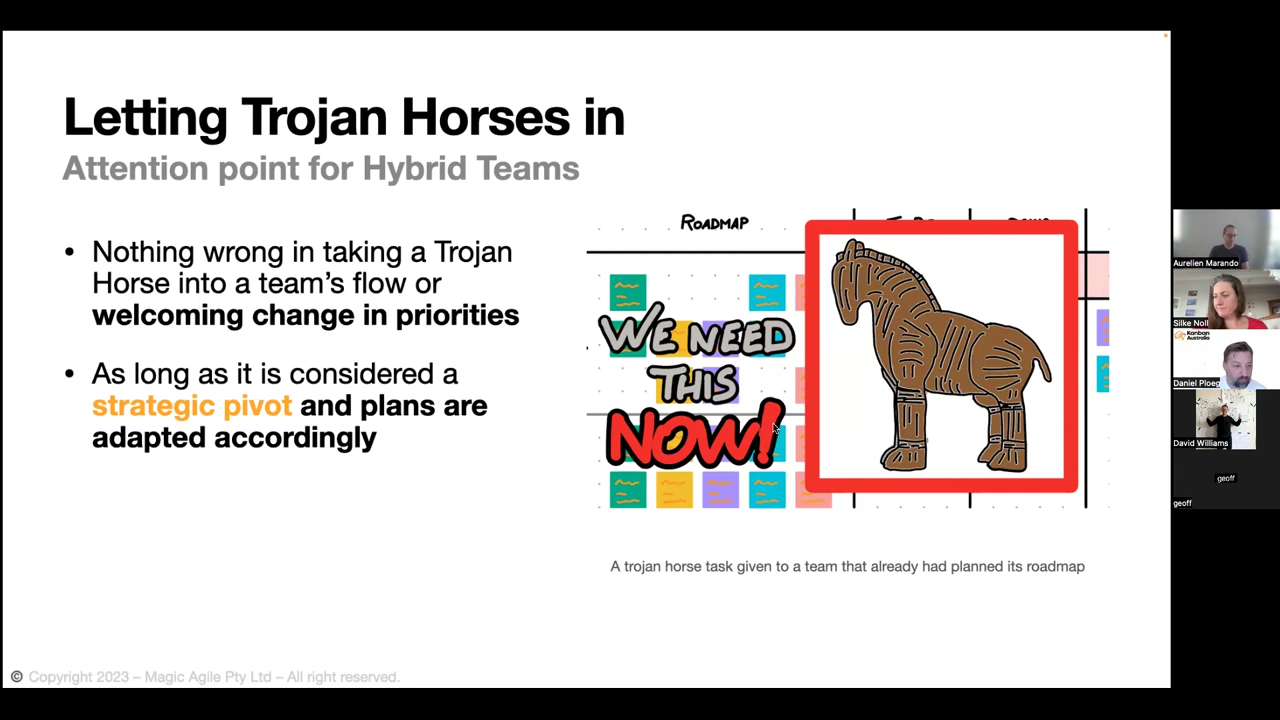 Letting Trojan Horses in
Attention point for Hybrid Teams
• Nothing wrong in taking a Trojan
Horse into a team’s flow or
welcoming change in priorities
• As long as it is considered a
strategic pivot and plans are
adapted accordingly
ROADMAP
WE NEED
THIS
NOW!
A trojan horse task given to a team that already had planned its roadmap
© Copyright 2023 – Magic Agile Pty Ltd – All right reserved.
Aurelien Marando
Silke Noll
Kanban
Australia
Daniel Ploeg
David Williams
geoff
geoff